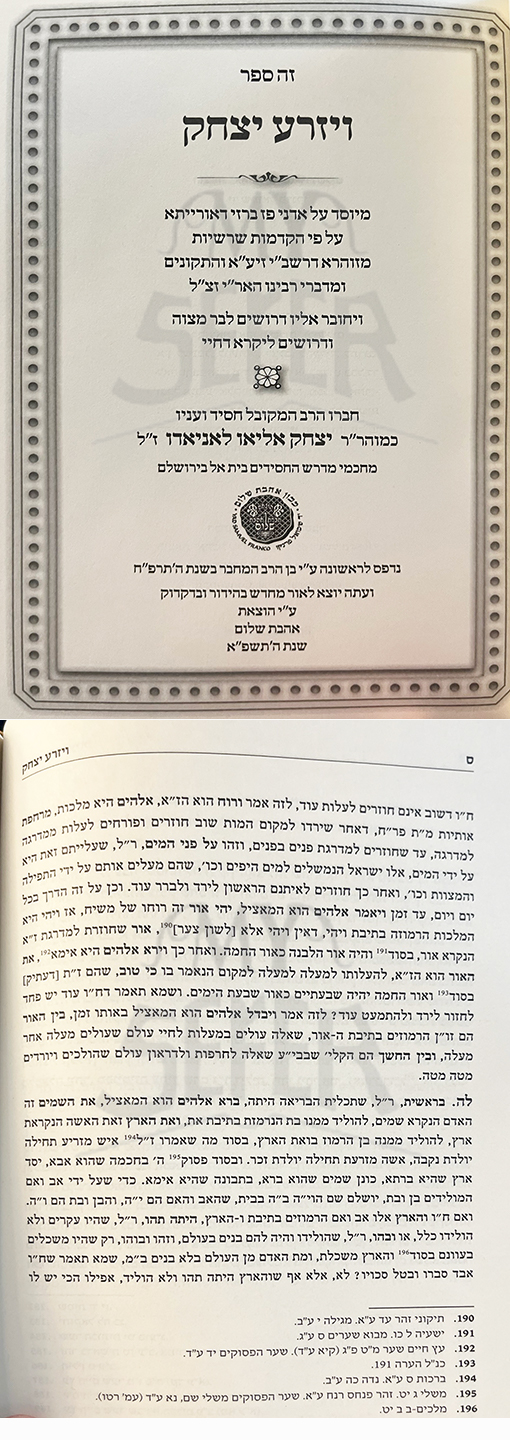 זה ספר
ויזרע יצחק
מיוסד על אדני פז ברזי דאורייתא
על פי הקדמות שרשיות
מזוהרא דרשב״י זיע״א והתקונים
ומדברי רבינו האר״י זצ״ל
ויחובר אליו דרושים לבר מצוה
ודרושים ליקרא דחיי
חברו הרב המקובל חסיד ועניו
כמוהר״ר יצחק אליאו לאניאדו ז״ל
מחכמי מדרש החסידים בית אל בירושלם
מכון אהבת שלום
YAD SAMUEL FRANCO
נדפס לראשונה ע״י בן הרב המחבר בשנת ה׳תרפ״ח
ועתה יוצא לאור מחדש בהידור ובדקדוק
ע״י הוצאת
אהבת שלום
שנת ה׳תשפ״א
MY
SEFER
ס
ויזרע יצחק
ח״ו דשוב אינם חוזרים לעלות עוד, לזה אמר ורוח הוא הז״א, אלהים היא מלכות, מרחפת
אותיות מ״ת פר״ח, דאחר שירדו למקום המות שוב חוזרים ופורחים לעלות ממדרגה
למדרגה, עד שחוזרים למדרגת פנים בפנים, וזהו על פני המים, ר״ל, שעלייתם זאת היא
על ידי המים, אלו ישראל הנמשלים למים היפים וכו׳, שהם מעלים אותם על ידי התפילה
והמצוות וכו׳, ואחר כך חוזרים לאיתנם הראשון לירד ולברר עוד. וכן על זה הדרך בכל
יום ויום, עד זמן ויאמר אלהים הוא המאציל, יהי אור זה רוחו של משיח, אז ויהי היא
המלכות הרמוזה בתיבת ויהי, דאין ויהי אלא [לשון צער]190, אור שחוזרת למדרגת ז״א
הנקרא אור, בסוד191 והיה אור הלבנה כאור החמה. ואחר כך וירא אלהים היא אימא192, את
האור הוא הז״א, להעלותו למעלה למעלה למקום הנאמר בו כי טוב, שהם ז״ת [דעתיק]
בסוד193 ואור החמה יהיה שבעתיים כאור שבעת הימים. ושמא תאמר דח״ו עוד יש פחד
לחזור לירד ולהתמעט עוד? לזה אמר ויבדל אלהים הוא המאציל באותו זמן, בין האור
הם זו״ן הרמוזים בתיבת ה-אור, שאלה עולים במעלות לחיי עולם שעולים מעלה אחר
מעלה, ובין החשך הם הקלי׳ שבבי״ע שאלה לחרפות ולדראון עולם שהולכים ויורדים
מטה מטה.
לה. בראשית, ר״ל, שתכלית הבריאה היתה, ברא אלהים הוא המאציל, את השמים זה
האדם הנקרא שמים, להוליד ממנו בת הנרמזת בתיבת את, ואת הארץ זאת האשה הנקראת
ארץ, להוליד ממנה בן הרמוז בואת הארץ, בסוד מה שאמרו ז״ל194 איש מזריע תחילה
יולדת נקבה, אשה מזרעת תחילה יולדת זכר. ובסוד פסוק195 ה׳ בחכמה שהוא אבא, יסד
ארץ שהיא ברתא, כונן שמים שהוא ברא, בתבונה שהיא אימא. כדי שעל ידי אב ואם
המולידים בן ובת, יושלם שם הוי״ה ב״ה בבית, שהאב והאם הם י״ה, והבן ובת הם ו״ה.
ואם ח״ו והארץ אלו אב ואם הרמוזים בתיבת ו-הארץ, היתה תהו, ר״ל, שהיו עקרים ולא
הולידו כלל, או ובהו, ר״ל, שהולידו והיה להם בנים בעולם, וזהו ובוהו, רק שהיו משכלים
בעוונם בסוד196 והארץ משכלת, ומת האדם מן העולם בלא בנים ב״מ, שמא תאמר שח״ו
אבד סברו ובטל סכויו? לא, אלא אף שוהארץ היתה תהו ולא הוליד, אפילו הכי יש לו
190. תיקוני זהר עד ע״א. מגילה י ע״ב.
191. ישעיה ל כו. מבוא שערים ס ע״ג.
192. עץ חיים שער מ״ט פ״ג (קיא ע״ד). שער הפסוקים יד ע״ד.
193. כנ״ל הערה 191.
194. ברכות ס ע״א. נדה כה ע״ב.
195. משלי ג יט. זהר פנחס רנח ע״א. שער הפסוקים משלי שם, נא ע״ד (עמ׳ רטו).
196. מלכים-ב ב יט.